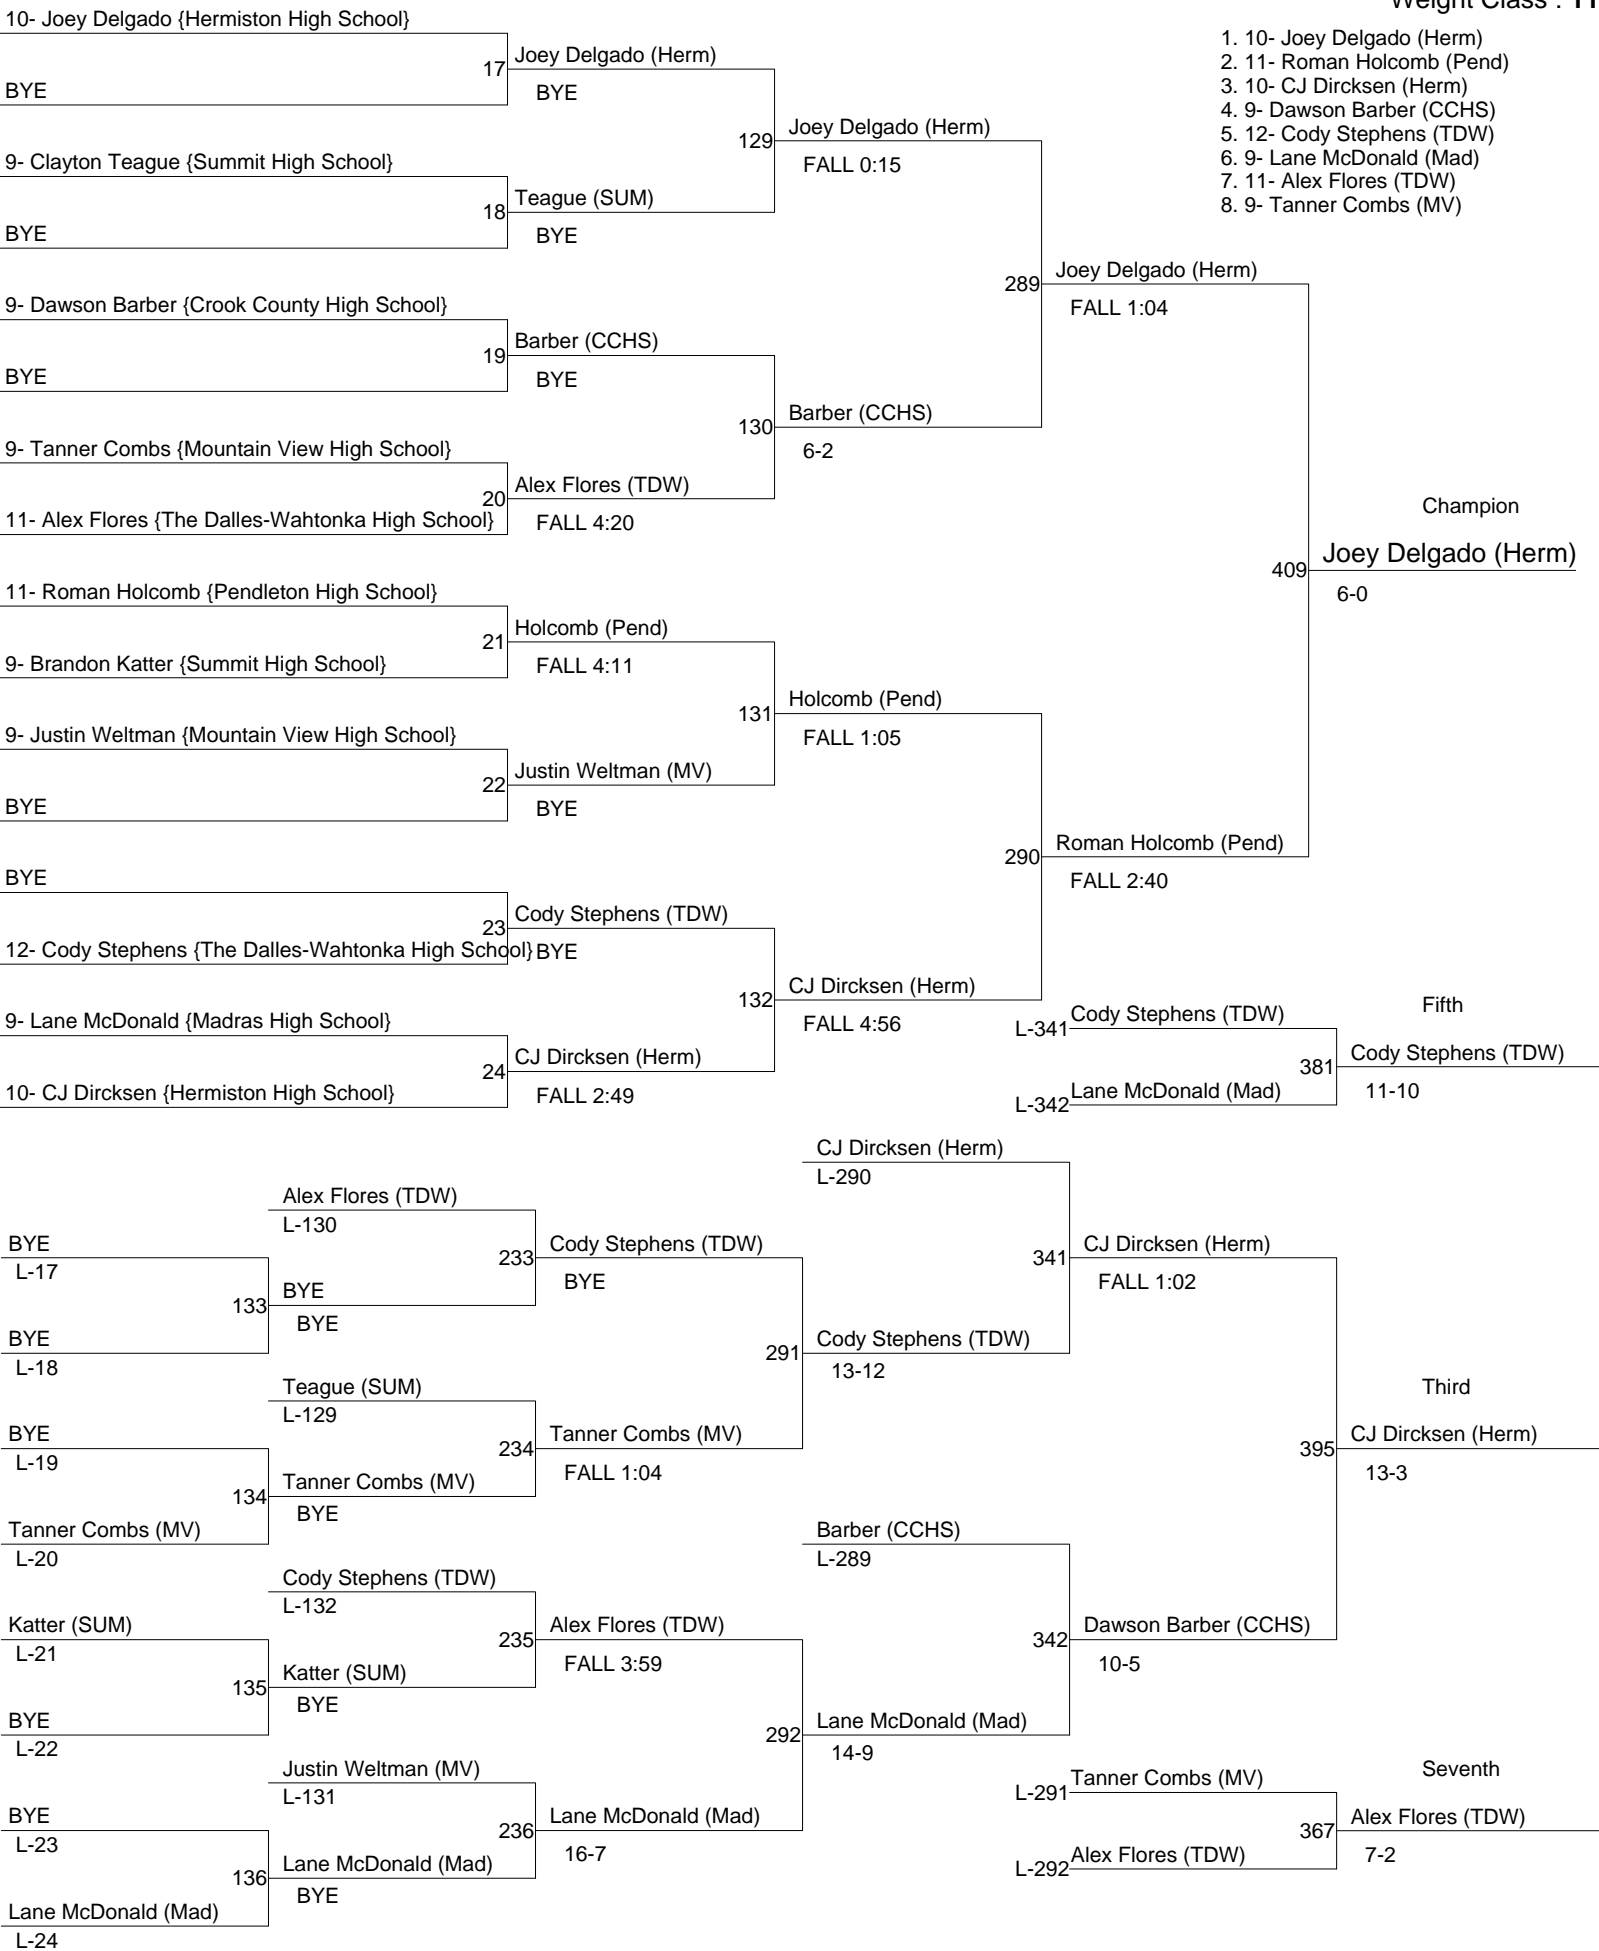 Weight Class :
1. 10- Joey Delgado (Herm)
2. 11- Roman Holcomb (Pend)
3. 10- CJ Dircksen (Herm)
4. 9- Dawson Barber (CCHS)
5. 12- Cody Stephens (TDW)
6. 9- Lane McDonald (Mad)
7. 11- Alex Flores (TDW)
8. 9- Tanner Combs (MV)
10- Joey Delgado {Hermiston High School}
BYE
9- Clayton Teague {Summit High School}
BYE
9- Dawson Barber {Crook County High School}
BYE
9- Tanner Combs {Mountain View High School}
11- Alex Flores {The Dalles-Wahtonka High School}
11- Roman Holcomb {Pendleton High School}
9- Brandon Katter {Summit High School}
9- Justin Weltman {Mountain View High School}
BYE
BYE
12- Cody Stephens {The Dalles-Wahtonka High School}
9- Lane McDonald {Madras High School}
10- CJ Dircksen {Hermiston High School}
17
Joey Delgado (Herm)
BYE
18
Teague (SUM)
BYE
19
Barber (CCHS)
BYE
20
Alex Flores (TDW)
FALL 4:20
21
Holcomb (Pend)
FALL 4:11
22
Justin Weltman (MV)
BYE
23
Cody Stephens (TDW)
BYE
24
CJ Dircksen (Herm)
FALL 2:49
129
Joey Delgado (Herm)
FALL 0:15
130
Barber (CCHS)
6-2
131
Holcomb (Pend)
FALL 1:05
132
CJ Dircksen (Herm)
FALL 4:56
289
Joey Delgado (Herm)
FALL 1:04
290
Roman Holcomb (Pend)
FALL 2:40
Champion
409
Joey Delgado (Herm)
6-0
Fifth
L-341
Cody Stephens (TDW)
L-342
Lane McDonald (Mad)
381
Cody Stephens (TDW)
11-10
BYE
L-17
BYE
L-18
BYE
L-19
Tanner Combs (MV)
L-20
Katter (SUM)
L-21
BYE
L-22
BYE
L-23
Lane McDonald (Mad)
L-24
Alex Flores (TDW)
L-130
133
BYE
BYE
Teague (SUM)
L-129
134
Tanner Combs (MV)
BYE
Cody Stephens (TDW)
L-132
135
Katter (SUM)
BYE
Justin Weltman (MV)
L-131
136
Lane McDonald (Mad)
BYE
233
Cody Stephens (TDW)
BYE
234
Tanner Combs (MV)
FALL 1:04
235
Alex Flores (TDW)
FALL 3:59
236
Lane McDonald (Mad)
16-7
CJ Dircksen (Herm)
L-290
291
Cody Stephens (TDW)
13-12
Barber (CCHS)
L-289
292
Lane McDonald (Mad)
14-9
341
CJ Dircksen (Herm)
FALL 1:02
342
Dawson Barber (CCHS)
10-5
Third
395
CJ Dircksen (Herm)
13-3
Seventh
L-291
Tanner Combs (MV)
L-292
Alex Flores (TDW)
367
Alex Flores (TDW)
7-2